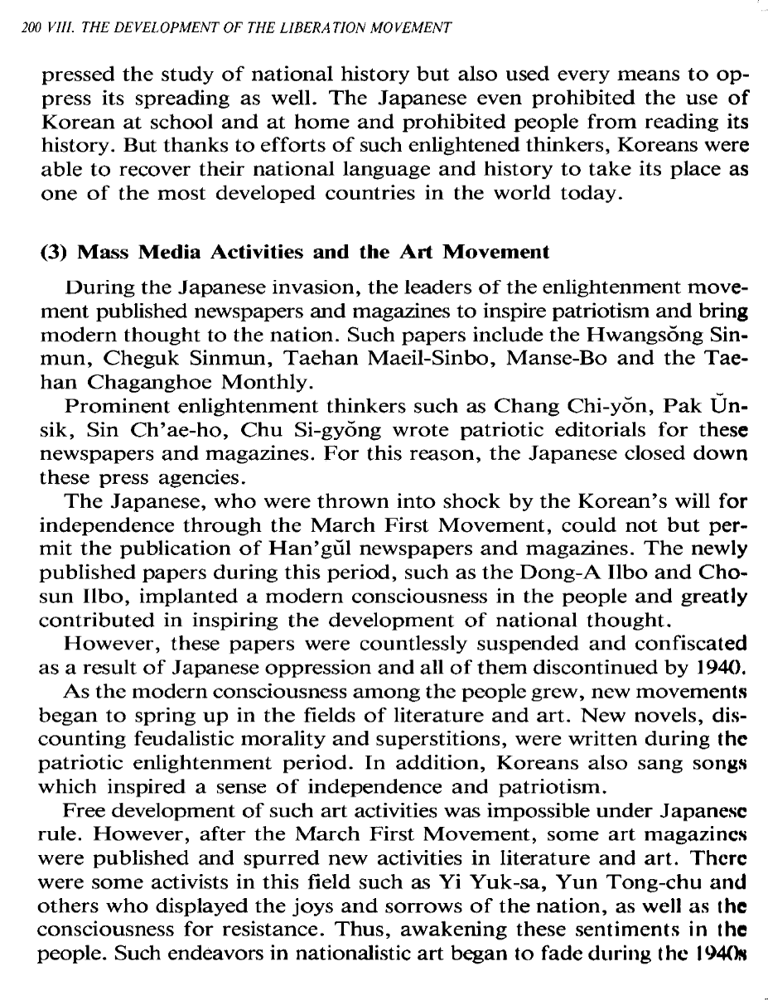 200 VIII. THE DEVELOPMENT OF THE LIBERATION MOVEMENT
pressed the study of national history but also used every means to op-
press its spreading as well. The Japanese even prohibited the use of
Korean at school and at home and prohibited people from reading its
history. But thanks to efforts of such enlightened thinkers, Koreans were
able to recover their national language and history to take its place as
one of the most developed countries in the world today.
(3) Mass Media Activities and the Art Movement
During the Japanese invasion, the leaders of the enlightenment move-
ment published newspapers and magazines to inspire patriotism and bring
modern thought to the nation. Such papers include the Hwangsŏng Sin-
mun, Cheguk Sinmun, Taehan Maeil-Sinbo, Manse-Bo and the Tae-
han Chaganghoe Monthly.
Prominent enlightenment thinkers such as Chang Chi-yŏn, Pak Ŭn-
sik, Sin Ch'ae-ho, Chu Si-gyŏng wrote patriotic editorials for these
newspapers and magazines. For this reason, the Japanese closed down
these press agencies.
The Japanese, who were thrown into shock by the Korean's will for
independence through the March First Movement, could not but per-
mit the publication of Han'gŭl newspapers and magazines. The newly
published papers during this period, such as the Dong-A Ilbo and Cho-
sun Ilbo, implanted a modern consciousness in the people and greatly
contributed in inspiring the development of national thought.
However, these papers were countlessly suspended and confiscated
as a result of Japanese oppression and all of them discontinued by 1940.
As the modern consciousness among the people grew, new movements
began to spring up in the fields of literature and art. New novels, dis-
counting feudalistic morality and superstitions, were written during the
patriotic enlightenment period. In addition, Koreans also sang songs
which inspired a sense of independence and patriotism.
Free development of such art activities was impossible under Japanese
rule. However, after the March First Movement, some art magazines
were published and spurred new activities in literature and art. There
were some activists in this field such as Yi Yuk-sa, Yun Tong-chu and
others who displayed the joys and sorrows of the nation, as well as the
consciousness for resistance. Thus, awakening these sentiments in the
people. Such endeavors in nationalistic art began to fade during the 1940s